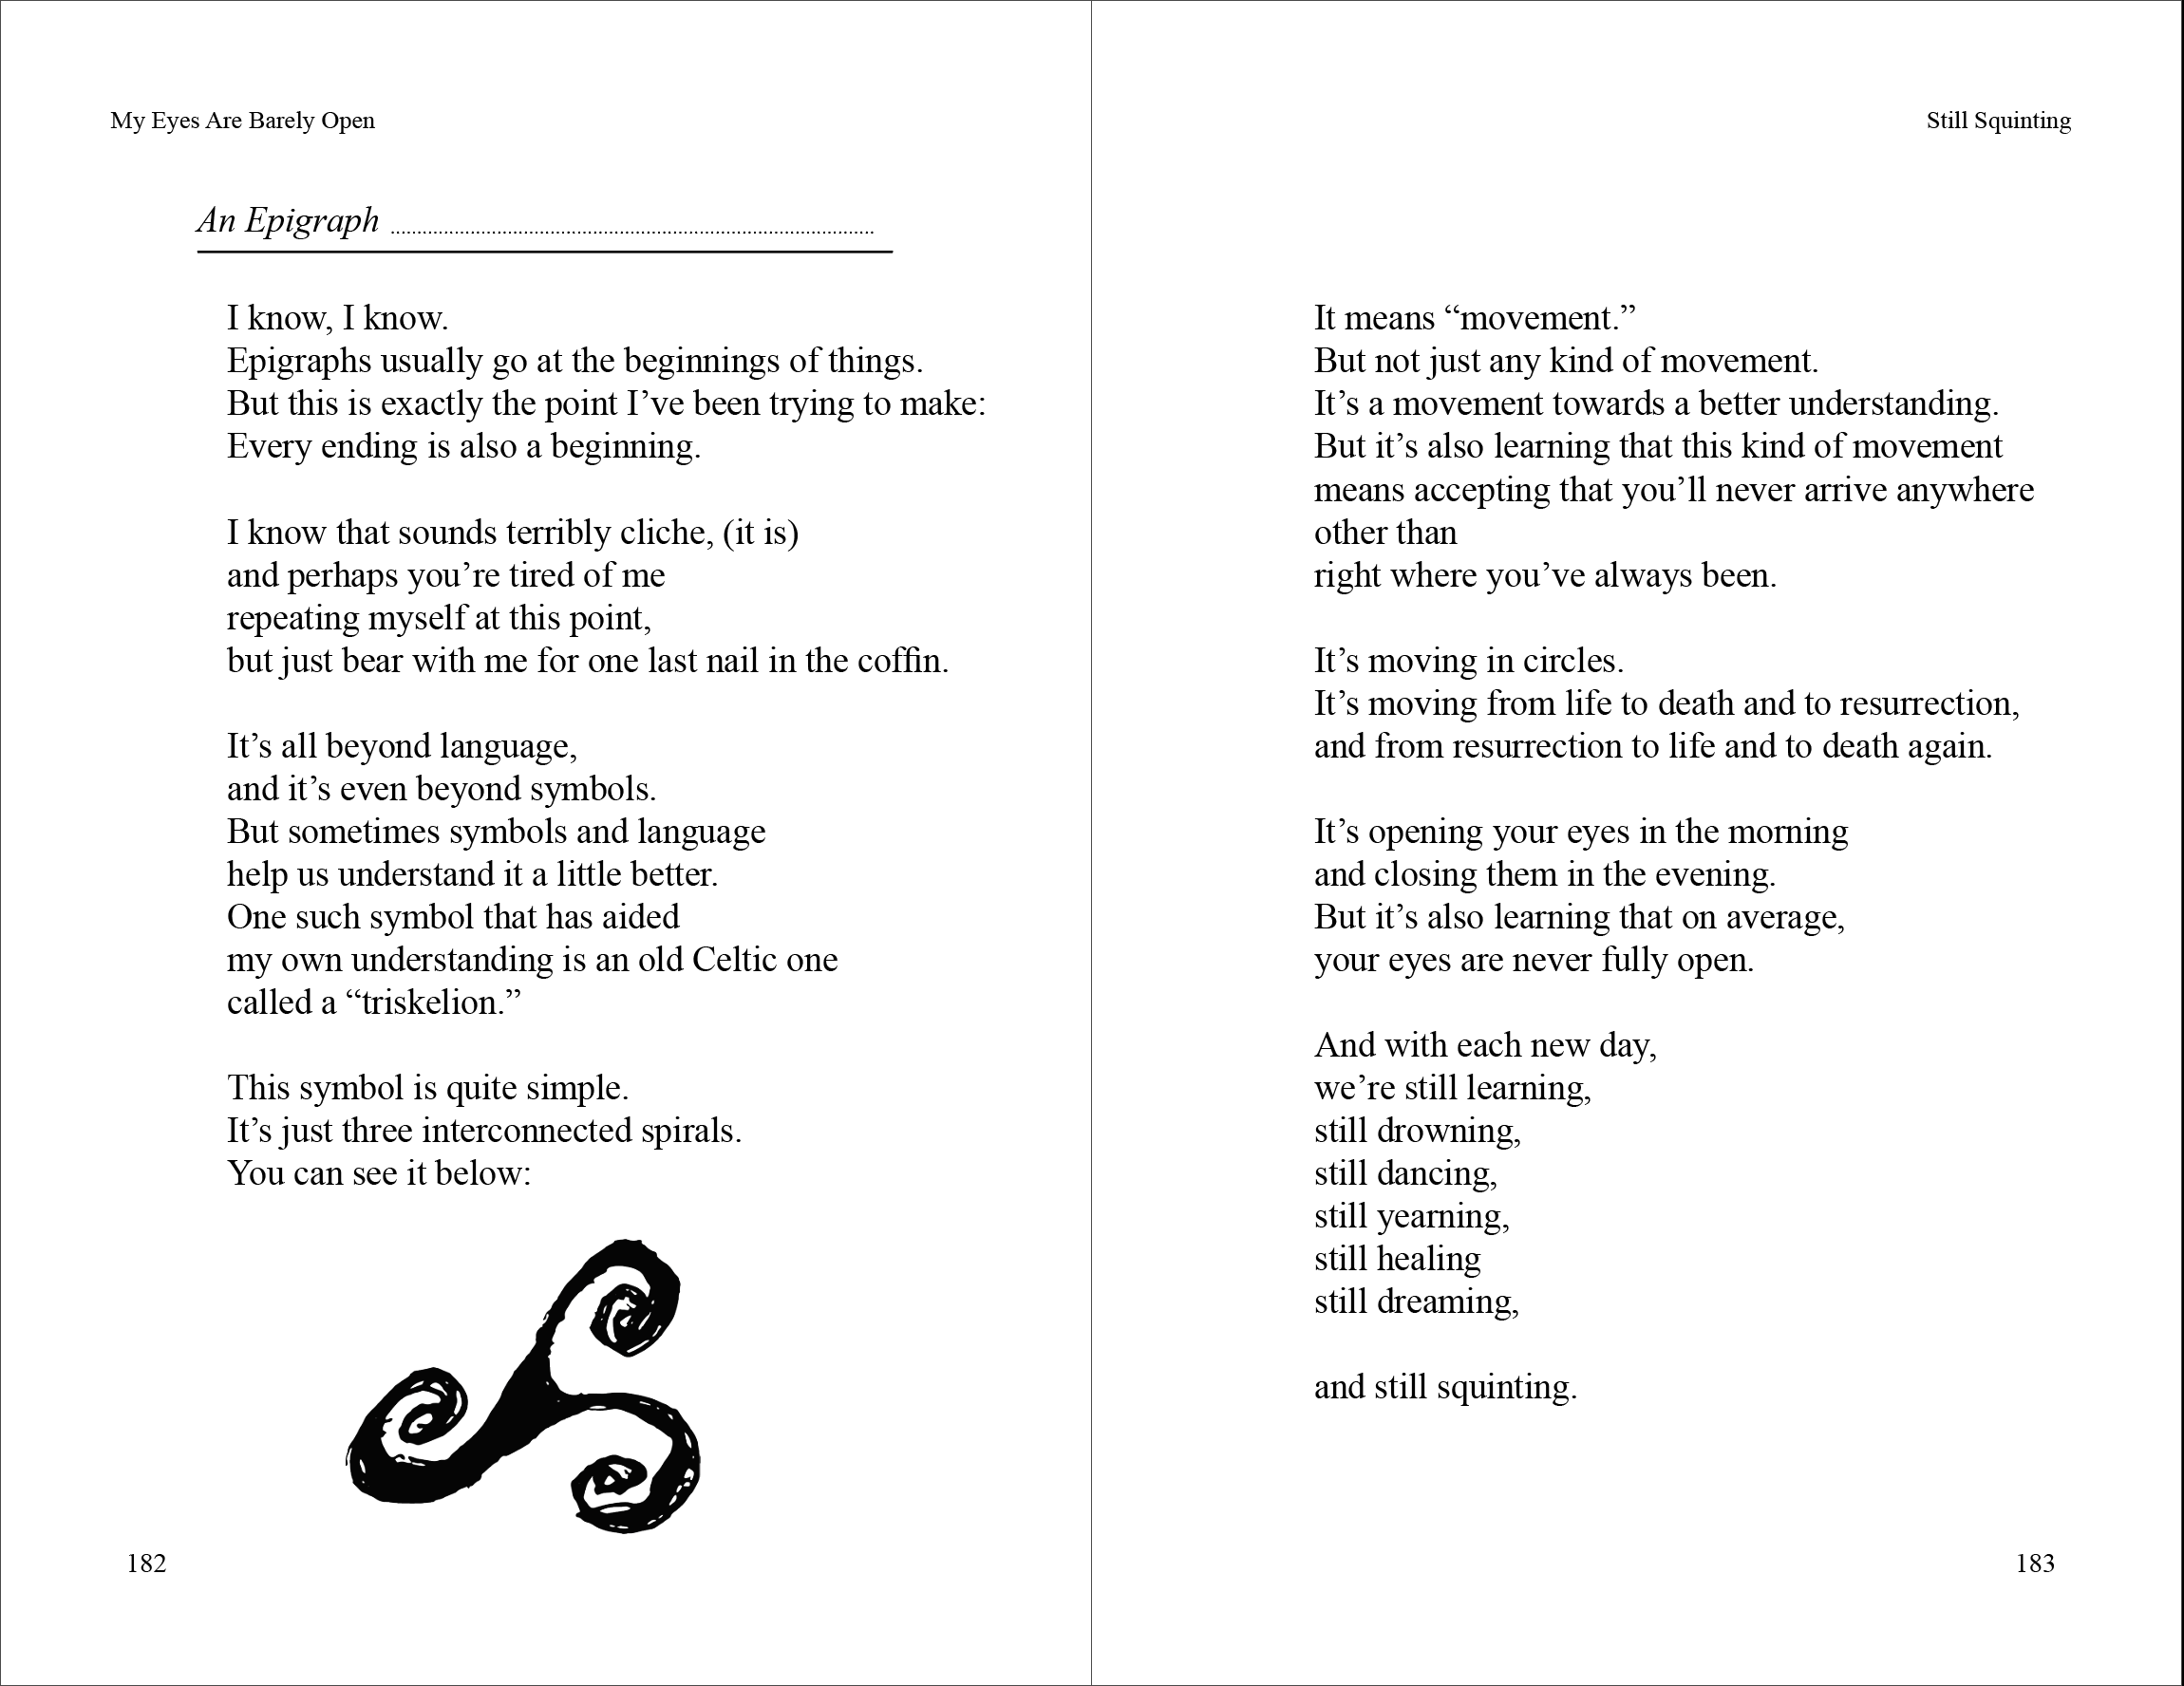 My Eyes Are Barely Open
An Epigraph ............................................................................................
I know, I know.
Epigraphs usually go at the beginnings of things.
But this is exactly the point I’ve been trying to make:
Every ending is also a beginning.
I know that sounds terribly cliche, (it is)
and perhaps you’re tired of me
repeating myself at this point,
but just bear with me for one last nail in the coffin.
It’s all beyond language,
and it’s even beyond symbols.
But sometimes symbols and language
help us understand it a little better.
One such symbol that has aided
my own understanding is an old Celtic one
called a “triskelion.”
This symbol is quite simple.
It’s just three interconnected spirals.
You can see it below:
182
Still Squinting
It means “movement.”
But not just any kind of movement.
It’s a movement towards a better understanding.
But it’s also learning that this kind of movement
means accepting that you’ll never arrive anywhere
other than
right where you’ve always been.
It’s moving in circles.
It’s moving from life to death and to resurrection,
and from resurrection to life and to death again.
It’s opening your eyes in the morning
and closing them in the evening.
But it’s also learning that on average,
your eyes are never fully open.
And with each new day,
we’re still learning,
still drowning,
still dancing,
still yearning,
still healing
still dreaming,
and still squinting.
183